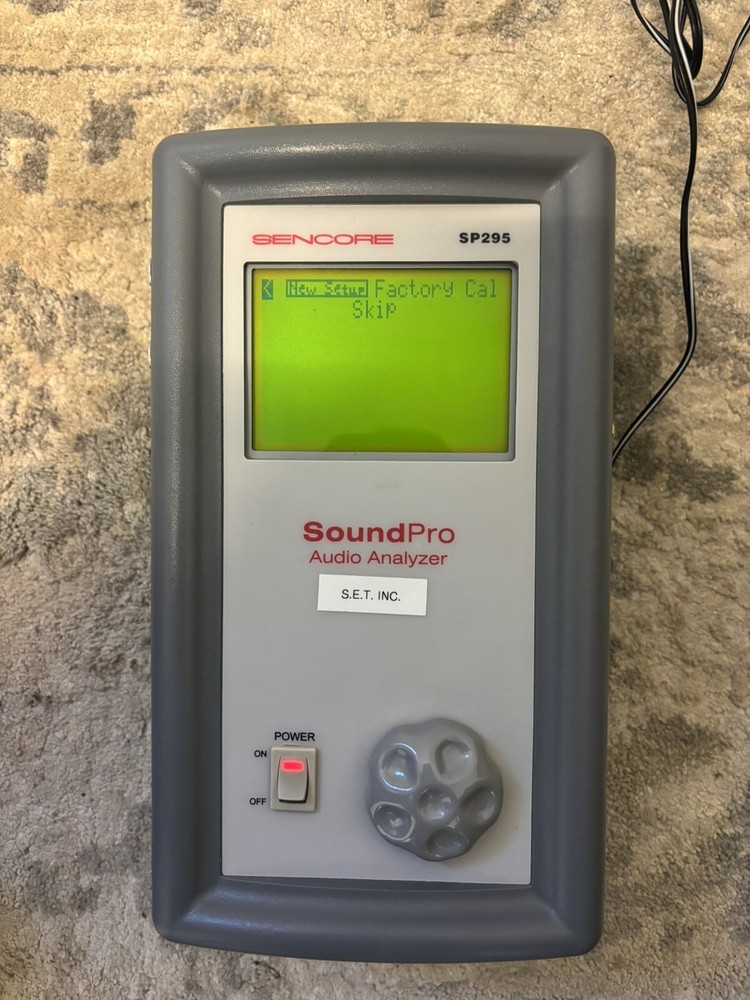 SENCORE SP295
< New Setup Factory Cal
Skip
SoundPro
Audio Analyzer
S.E.T. INC.
POWER
ON
OFF